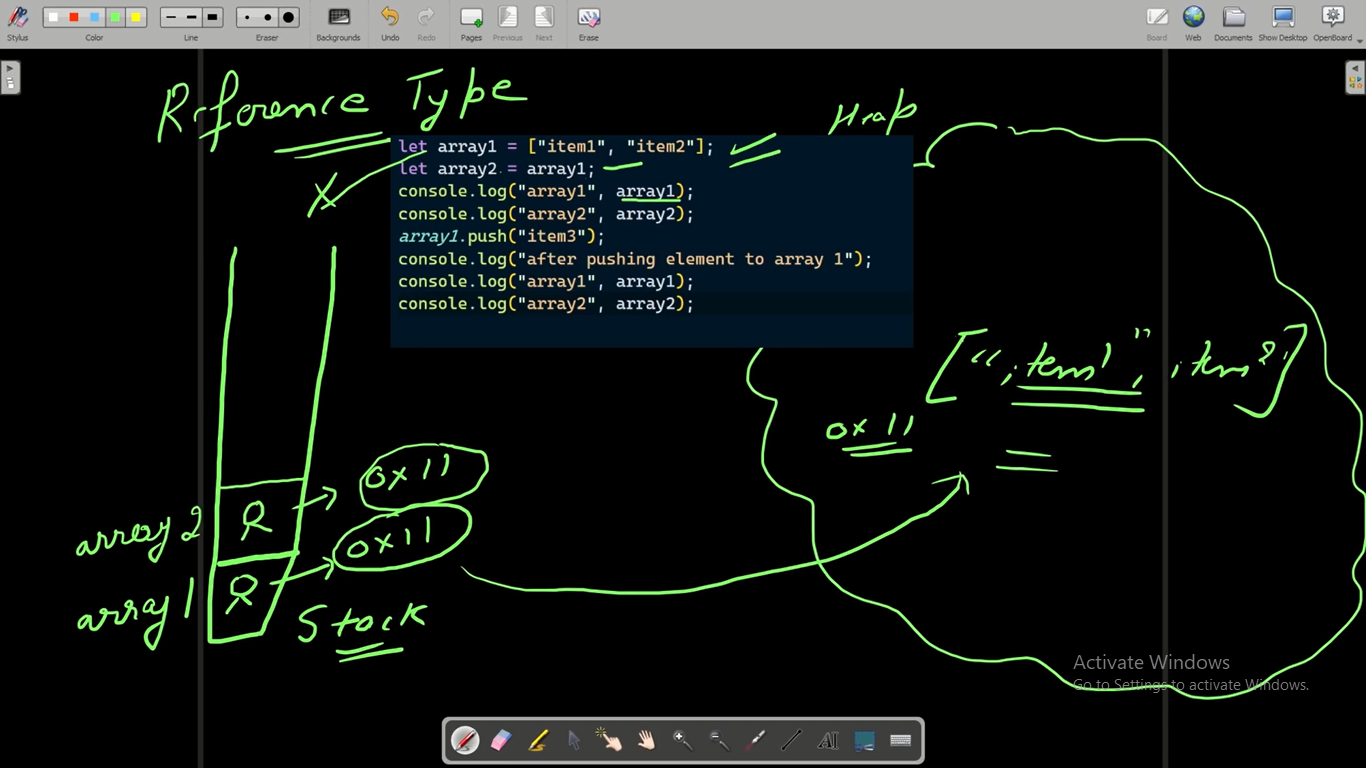 Stylus
Color
Line
Eraser
Backgrounds
Undo
Redo
Pages
Previous
Next
Erase
Board
Web
Documents
Show Desktop
OpenBoard
Reference Type
Heap
let array1 = ["item1", "item2"];
let array2 = array1;
console.log("array1", array1);
console.log("array2", array2);
array1.push("item3");
console.log("after pushing element to array 1");
console.log("array1", array1);
console.log("array2", array2);
["item1", item2]
0x11
0x11
array2
0x11
array1
Stack
Activate Windows
Go to Settings to activate Windows.
AI